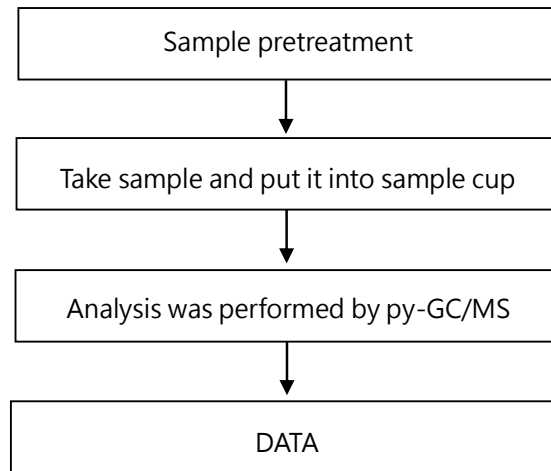 Sample pretreatment
Take sample and put it into sample cup
Analysis was performed by py-GC/MS
DATA